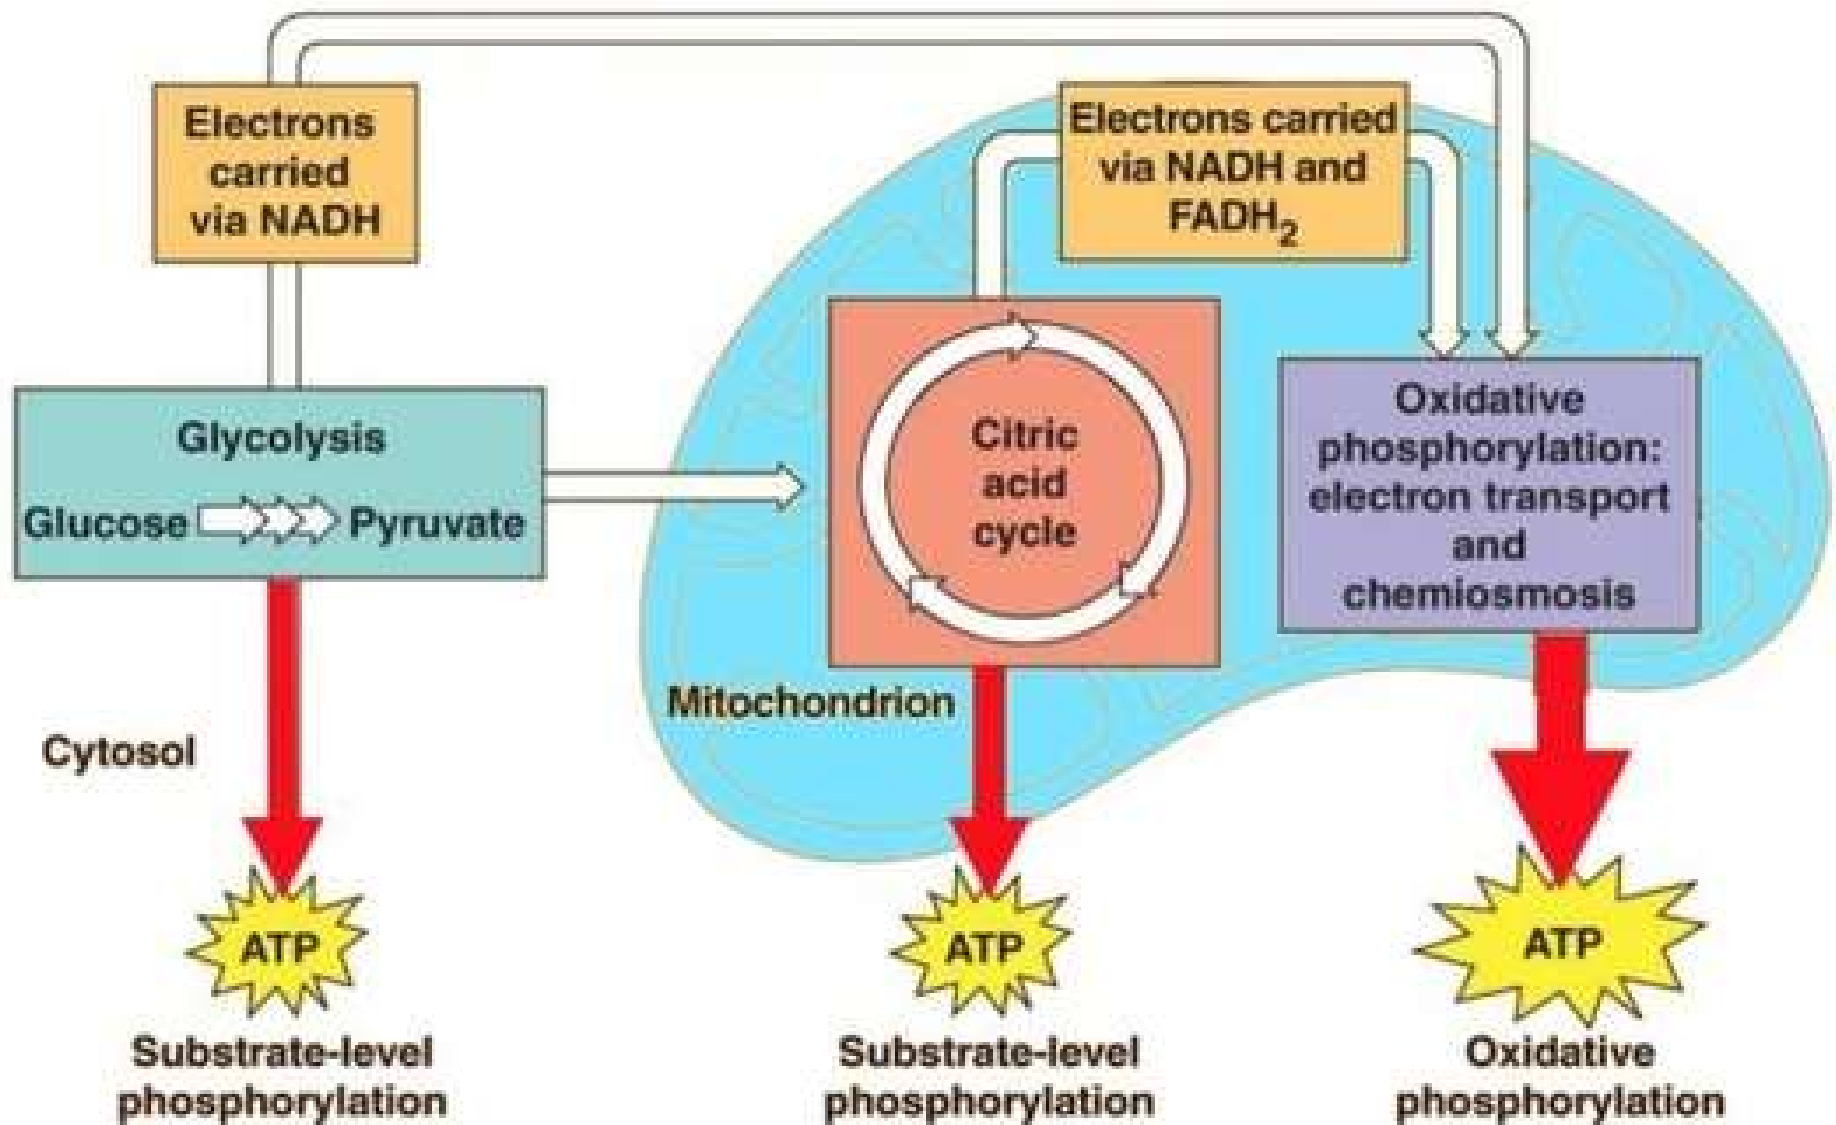 Electrons
carried
via NADH
Electrons carried
via NADH and
FADH₂
Glycolysis
Glucose Pyruvate
Citric
acid
cycle
Oxidative
phosphorylation:
electron transport
and
chemiosmosis
Mitochondrion
Cytosol
ATP
ATP
ATP
Substrate-level
phosphorylation
Substrate-level
phosphorylation
Oxidative
phosphorylation